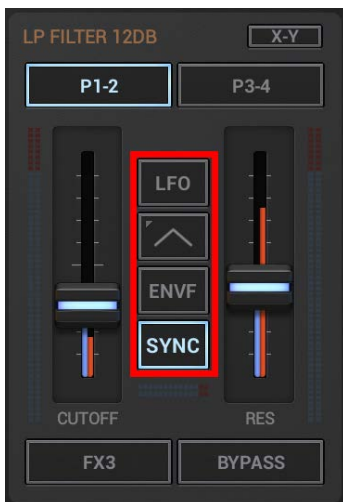 LP FILTER 12DB X-Y
P1-2 P3-4
LFO
ENVF
SYNC
CUTOFF RES
FX3 BYPASS